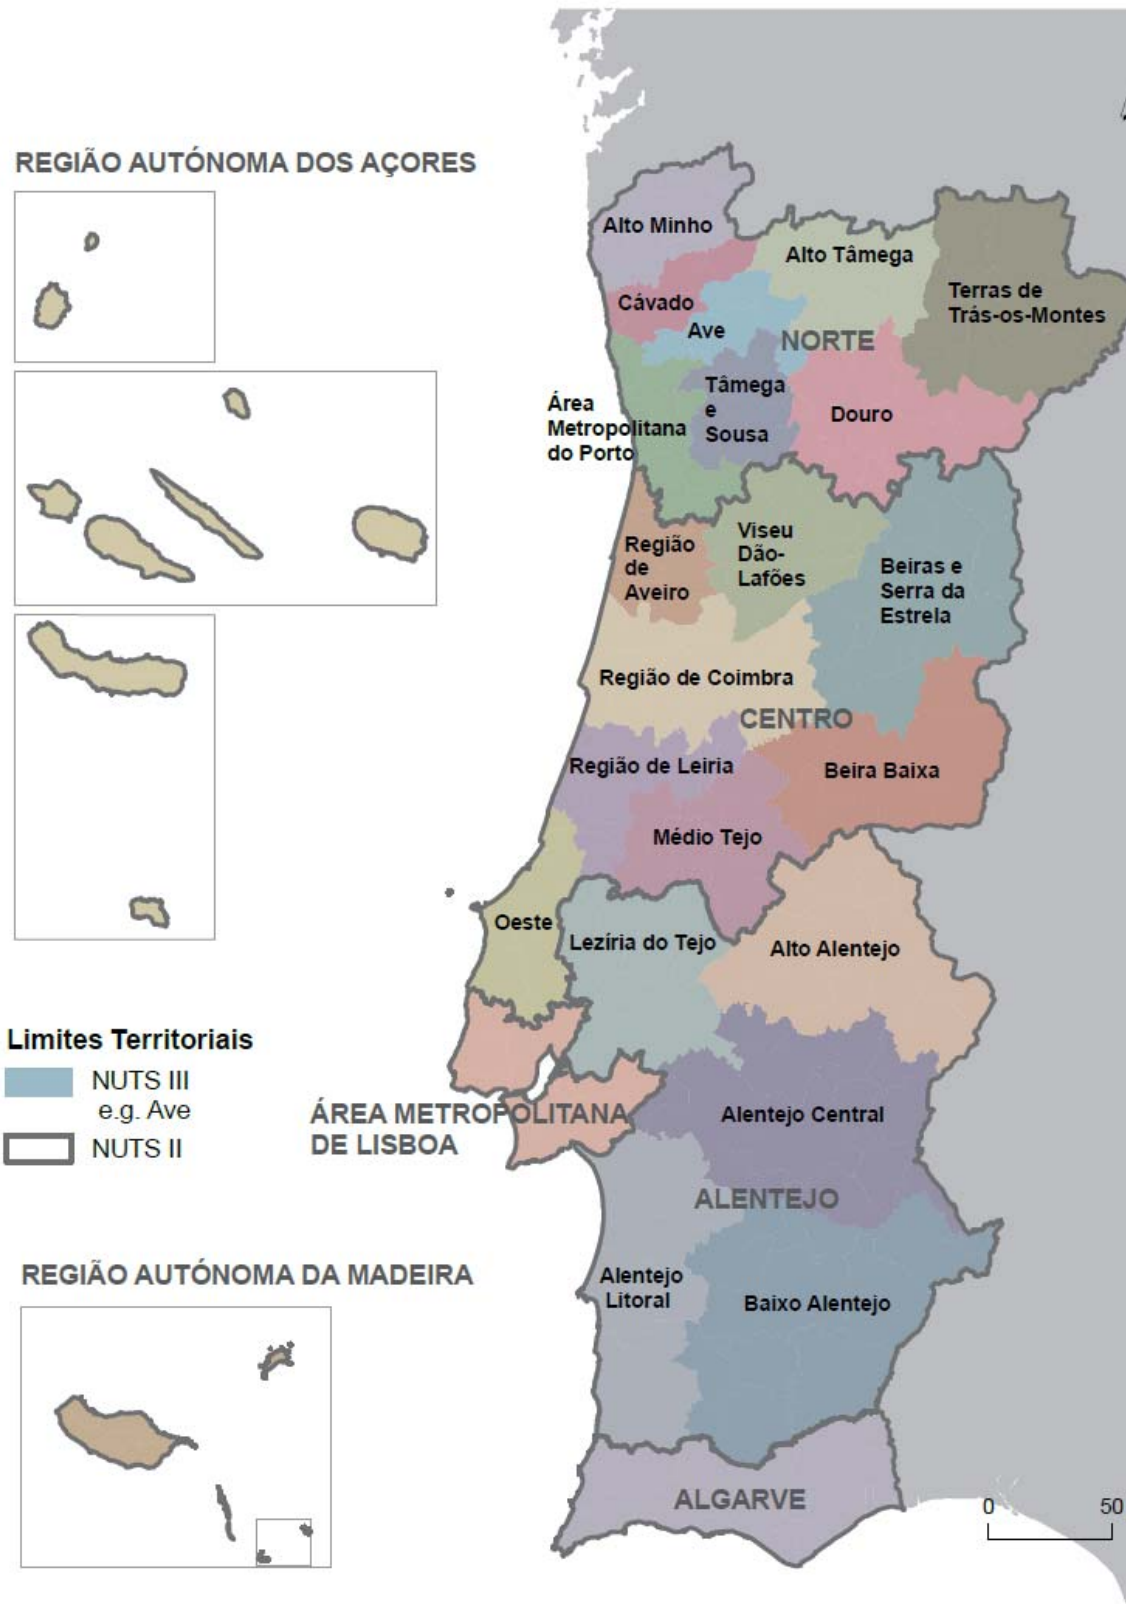 REGIÃO AUTÓNOMA DOS AÇORES
Alto Minho
Alto Tâmega
Terras de
Trás-os-Montes
Cávado
Ave
NORTE
Tâmega
e
Sousa
Douro
Área
Metropolitana
do Porto
Região
de
Aveiro
Viseu
Dão-
Lafões
Beiras e
Serra da
Estrela
Região de Coimbra
CENTRO
Região de Leiria
Beira Baixa
Médio Tejo
Oeste
Lezíria do Tejo
Alto Alentejo
Limites Territoriais
NUTS III
e.g. Ave
NUTS II
ÁREA METROPOLITANA
DE LISBOA
Alentejo Central
ALENTEJO
REGIÃO AUTÓNOMA DA MADEIRA
Alentejo
Litoral
Baixo Alentejo
ALGARVE
0 50